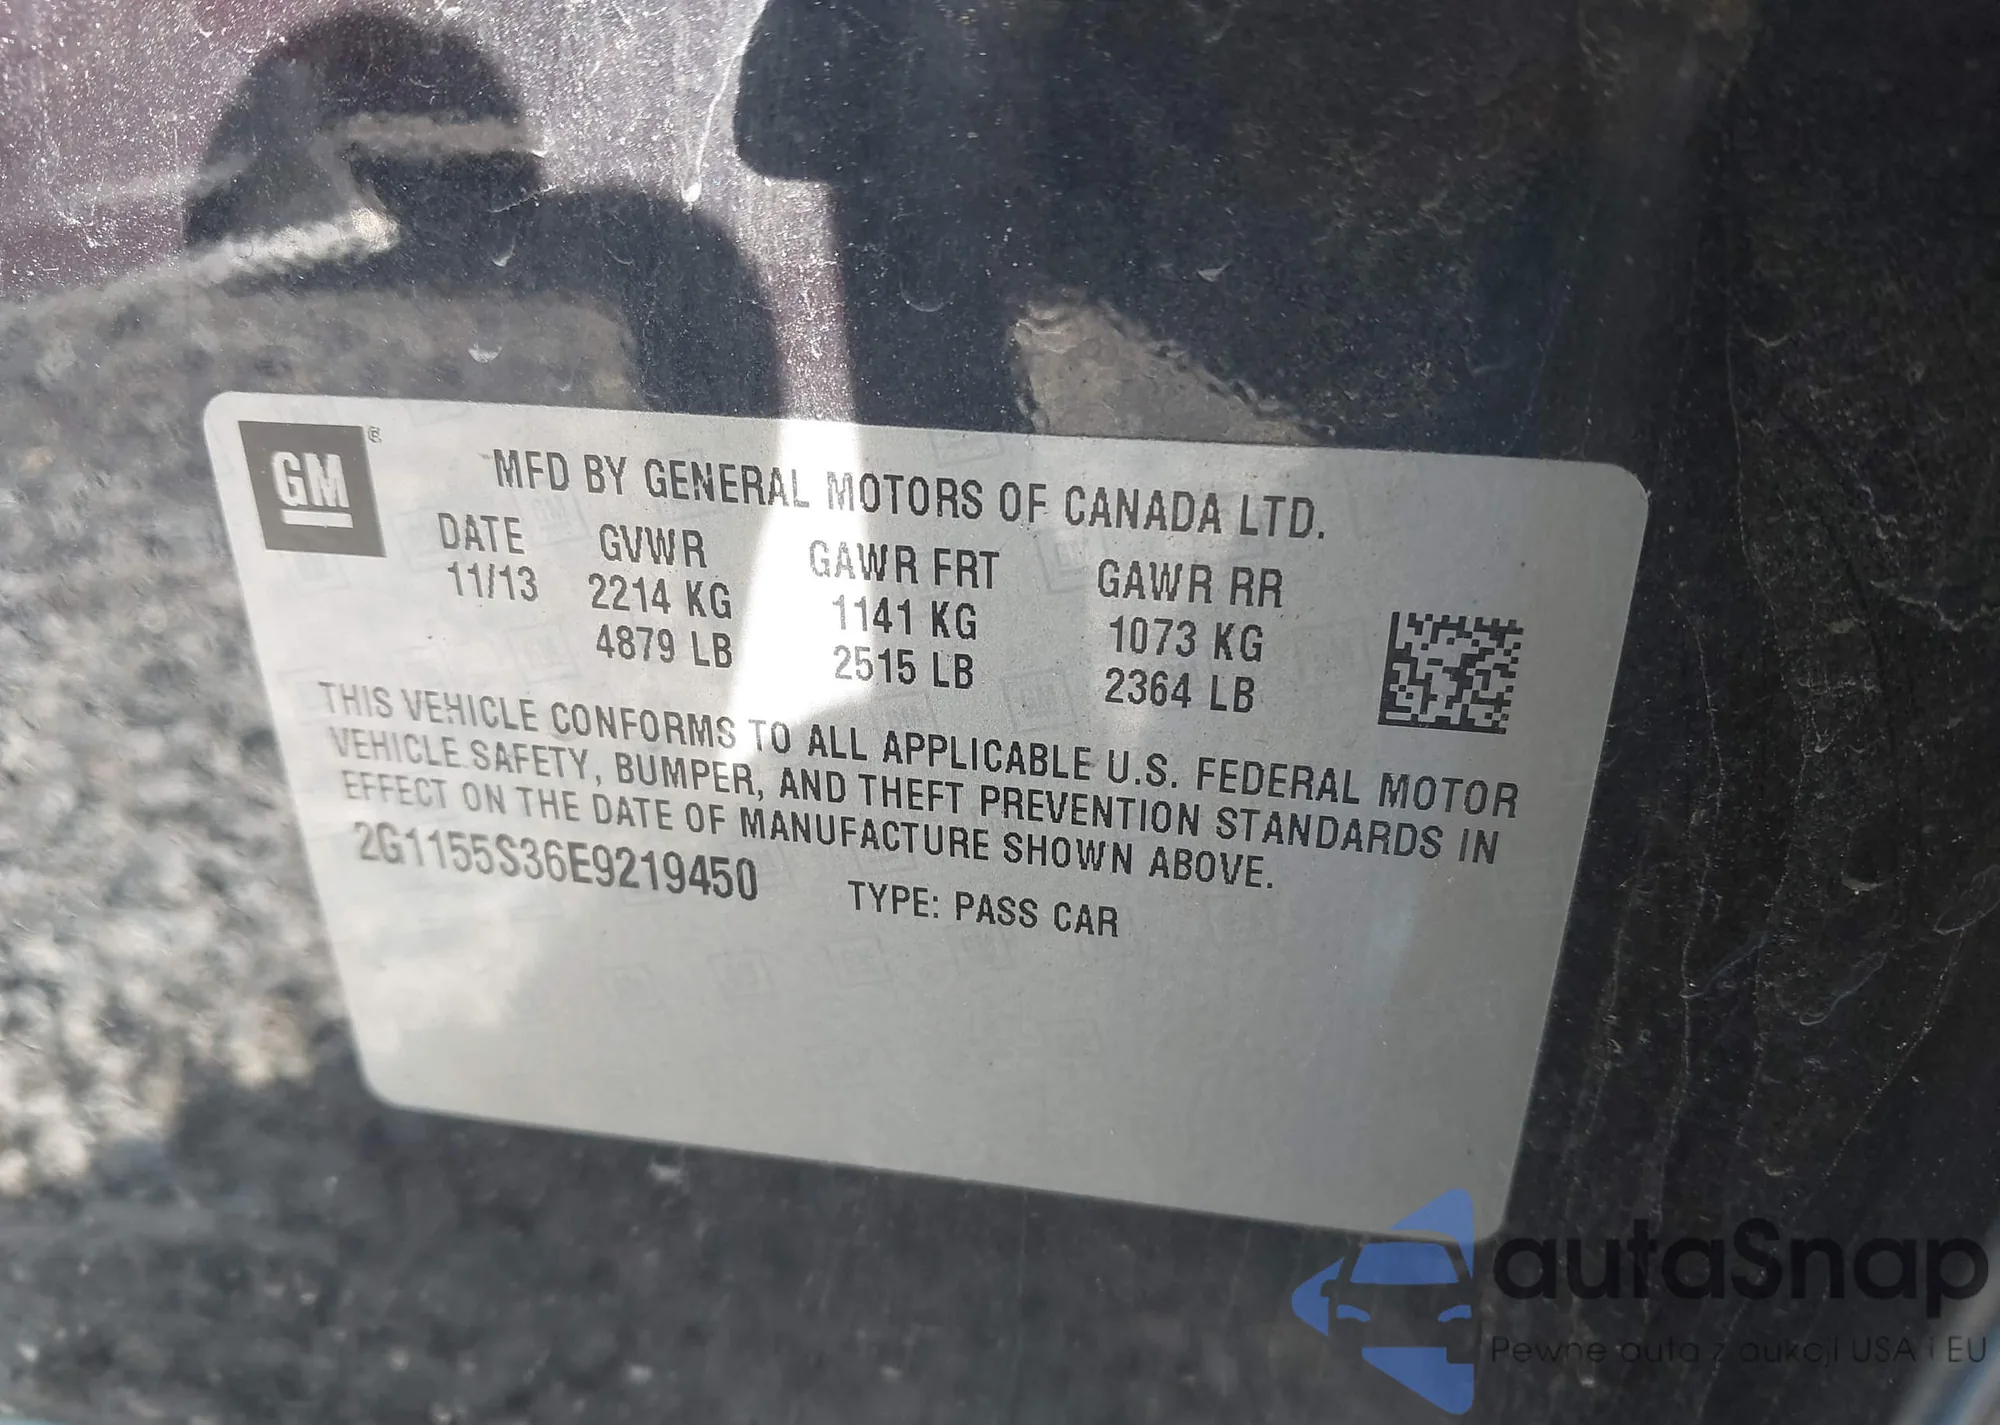 GM
MFD BY GENERAL MOTORS OF CANADA LTD.
DATE GVWR GAWR FRT GAWR RR
11/13 2214 KG 1141 KG 1073 KG
4879 LB 2515 LB 2364 LB
THIS VEHICLE CONFORMS TO ALL APPLICABLE U.S. FEDERAL MOTOR
VEHICLE SAFETY, BUMPER, AND THEFT PREVENTION STANDARDS IN
EFFECT ON THE DATE OF MANUFACTURE SHOWN ABOVE.
2G1155S36E9219450 TYPE: PASS CAR
autaSnap
Pewne auta z aukcji USA i EU